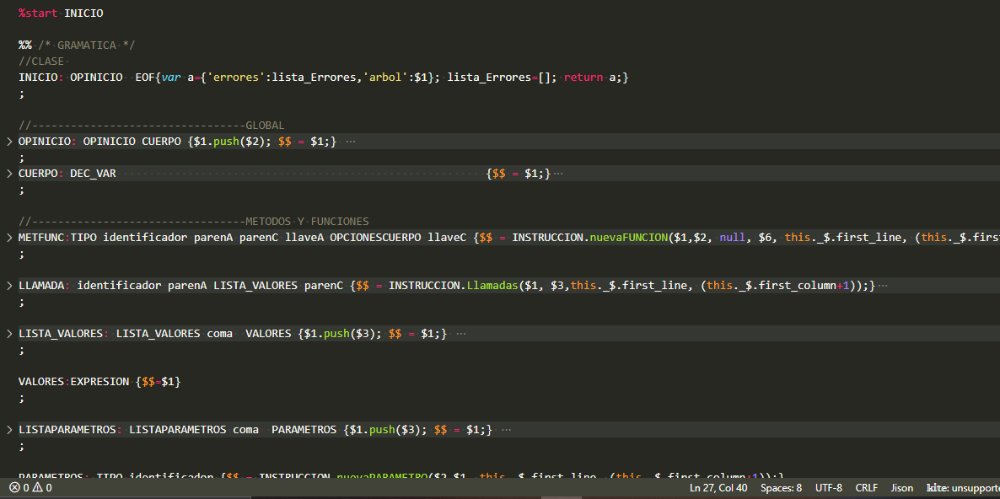 %start INICIO
%% /* GRAMATICA */
//CLASE
INICIO: OPINICIO  EOF{var a={'errores':lista_Errores,'arbol':$1}; lista_Errores=[]; return a;}
;
//---------------------------------GLOBAL
OPINICIO: OPINICIO CUERPO {$1.push($2); $$ = $1;} ...
;
CUERPO: DEC_VAR {$$ = $1;} ...
;
//---------------------------------METODOS Y FUNCIONES
METFUNC:TIPO identificador parenA parenC llaveA OPCIONESCUERPO llaveC {$$ = INSTRUCCION.nuevaFUNCION($1,$2, null, $6, this._$.first_line, (this._$.first
;
LLAMADA: identificador parenA LISTA_VALORES parenC {$$ = INSTRUCCION.Llamadas($1, $3,this._$.first_line, (this._$.first_column+1));} ...
;
LISTA_VALORES: LISTA_VALORES coma  VALORES {$1.push($3); $$ = $1;} ...
;
VALORES:EXPRESION {$$=$1}
;
LISTAPARAMETROS: LISTAPARAMETROS coma  PARAMETROS {$1.push($3); $$ = $1;} ...
;
PARAMETROS: TIPO identificador {$$ = INSTRUCCION.nuevaPARAMETRO($2,$1, this._$.first_line, (this._$.first_column+1));}
0 0 Ln 27, Col 40 Spaces: 8 UTF-8 CRLF Jison kite: unsupporte